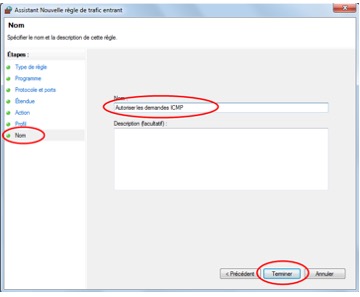 Assistant Nouvelle règle de trafic entrant
Nom
Spécifier le nom et la description de cette règle.
Étapes :
Type de règle
Programme
Protocole et ports
Étendue
Action
Profil
Nom
Nom :
Autoriser les demandes ICMP
Description (facultatif) :
< Précédent
Terminer
Annuler